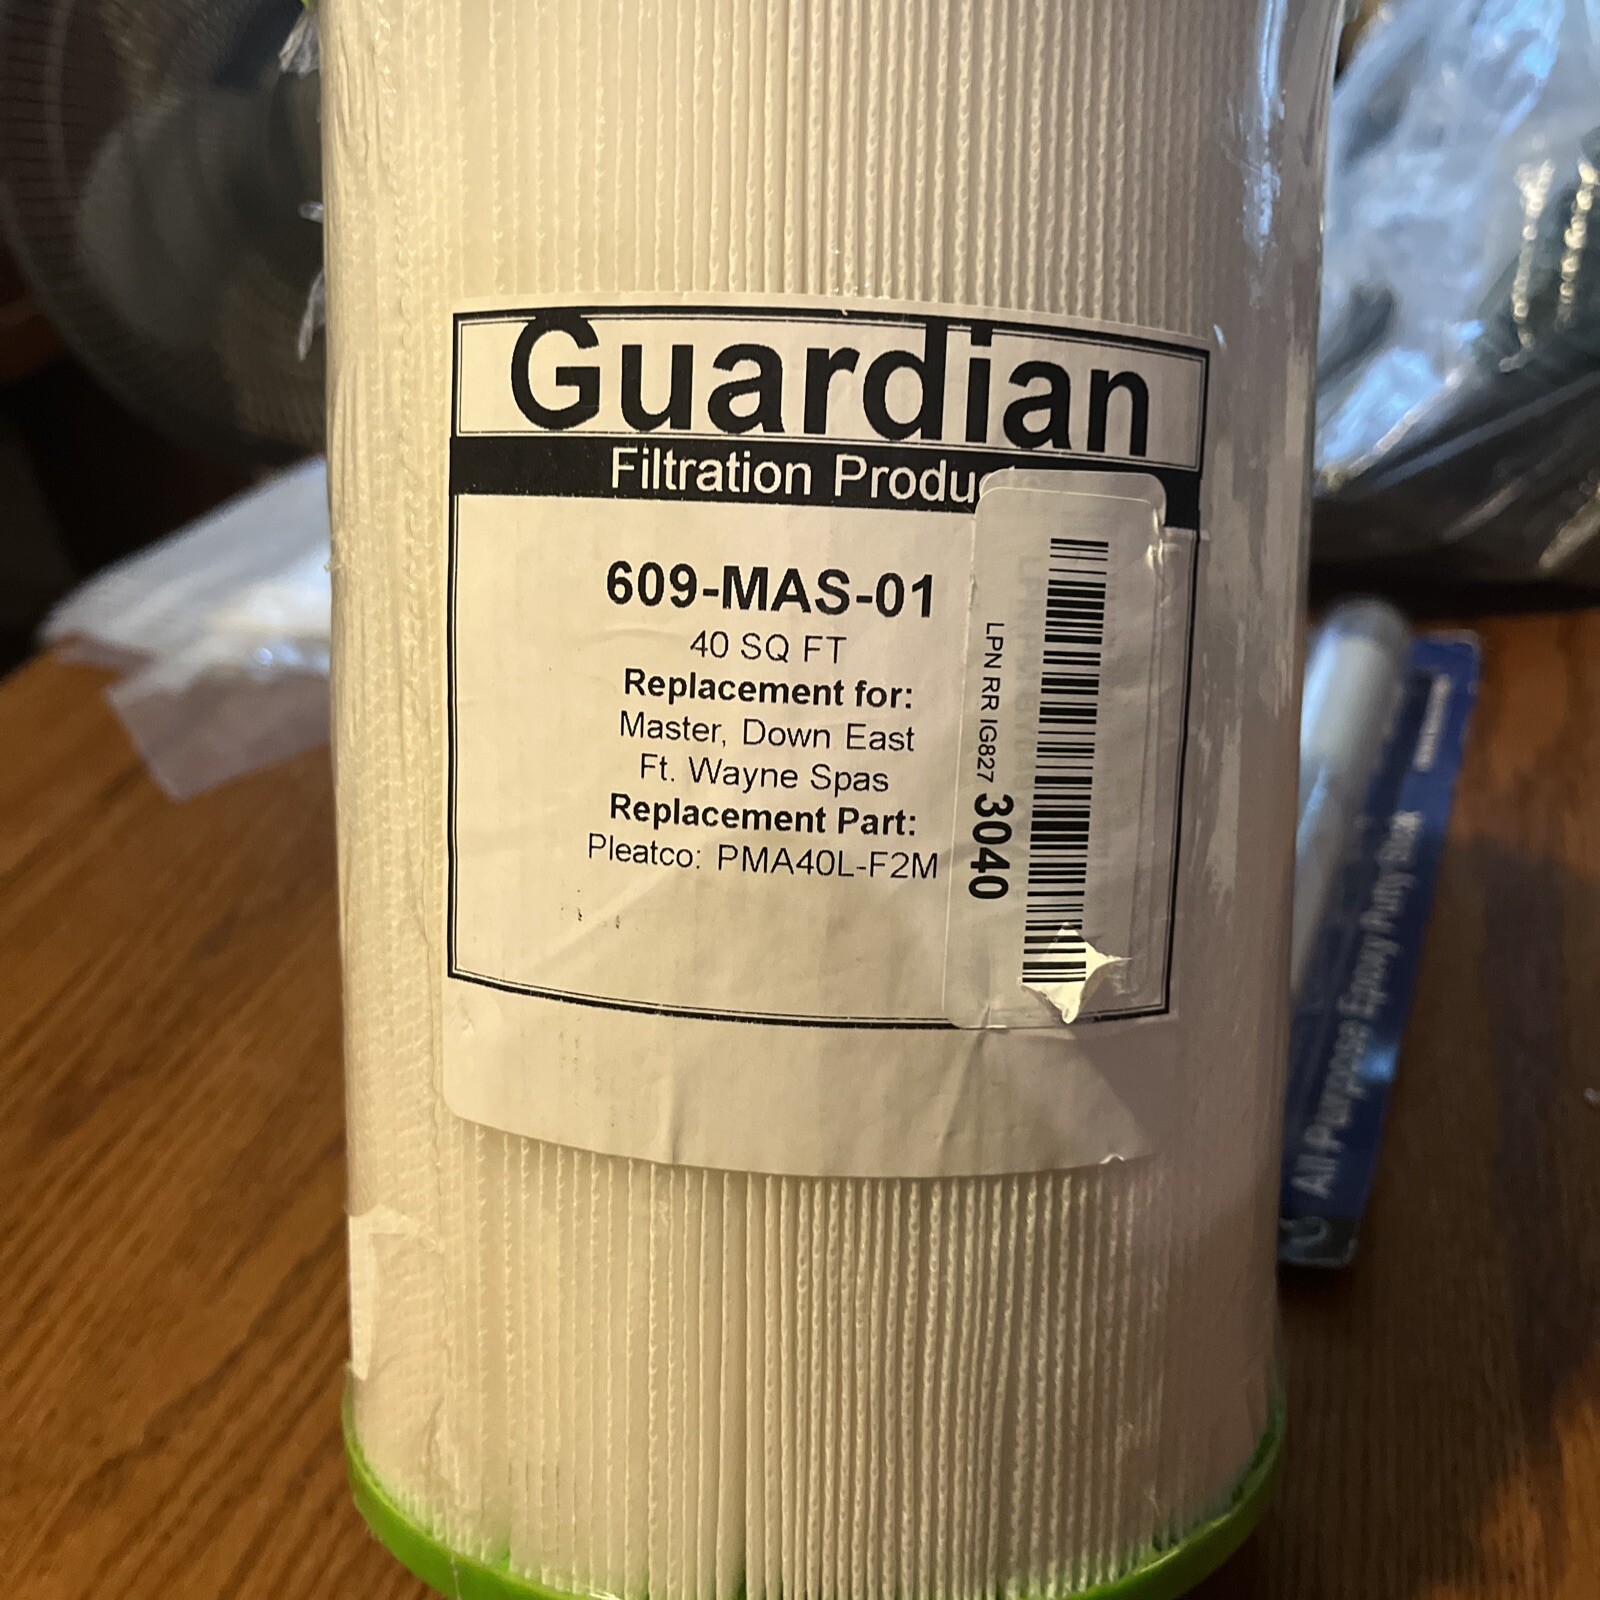 Guardian
Filtration Produc
609-MAS-01
40 SQ FT
Replacement for:
Master, Down East
Ft. Wayne Spas
Replacement Part:
Pleatco: PMA40L-F2M
LPN RR IG827 3040
All-Purpose Epoxy Putty Stick